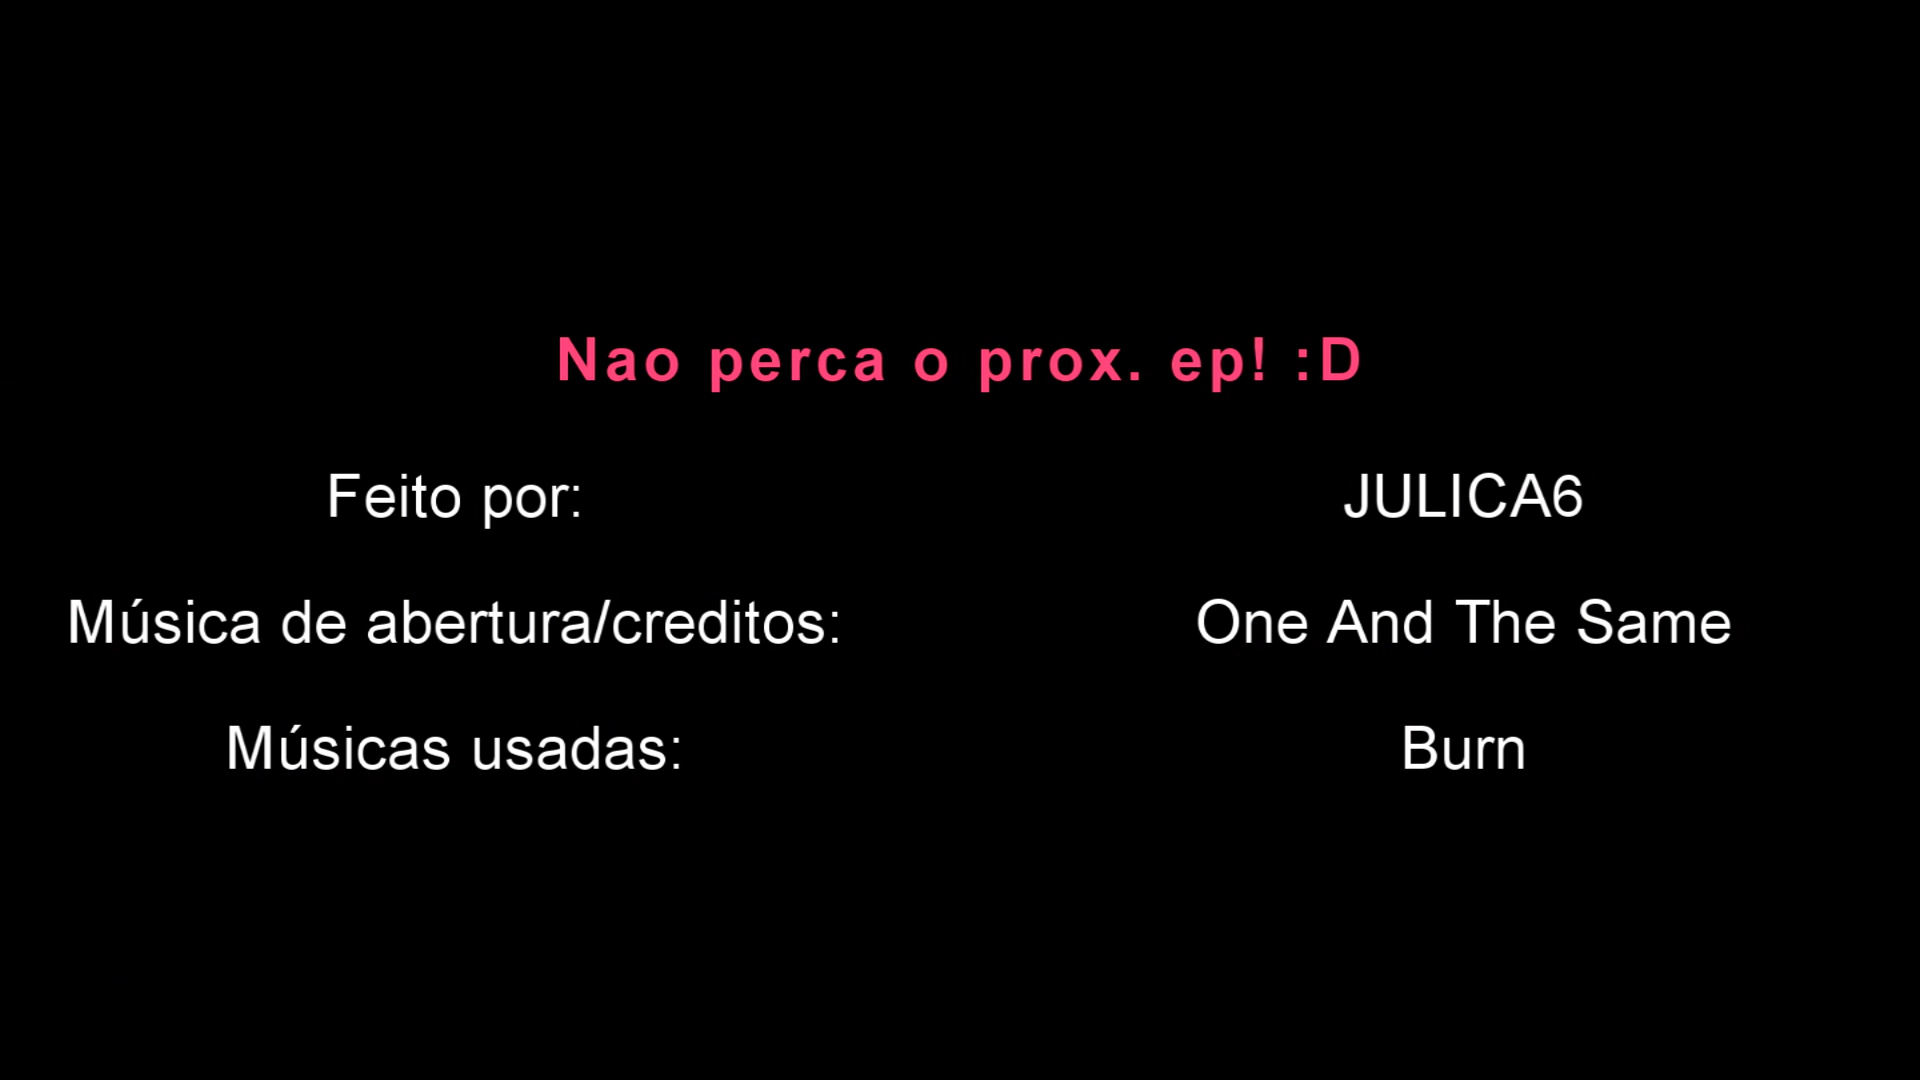 Nao perca o prox. ep! :D
Feito por: JULICA6
Música de abertura/creditos: One And The Same
Músicas usadas: Burn